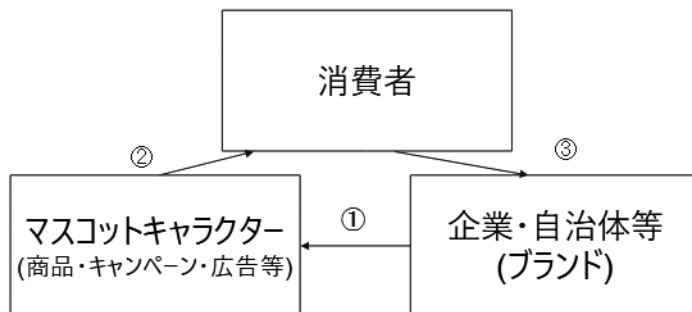 消費者
②
③
マスコットキャラクター
(商品・キャンペーン・広告等)
①
企業・自治体等
(ブランド)